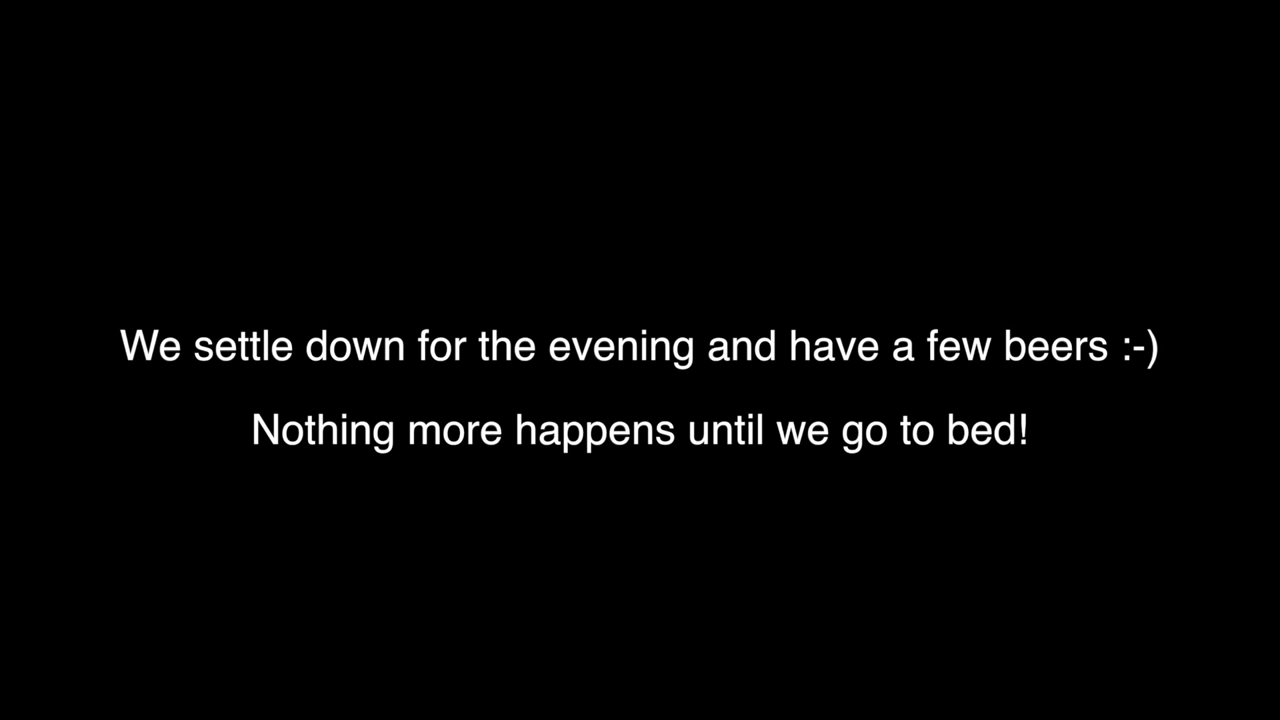 We settle down for the evening and have a few beers :-)
Nothing more happens until we go to bed!